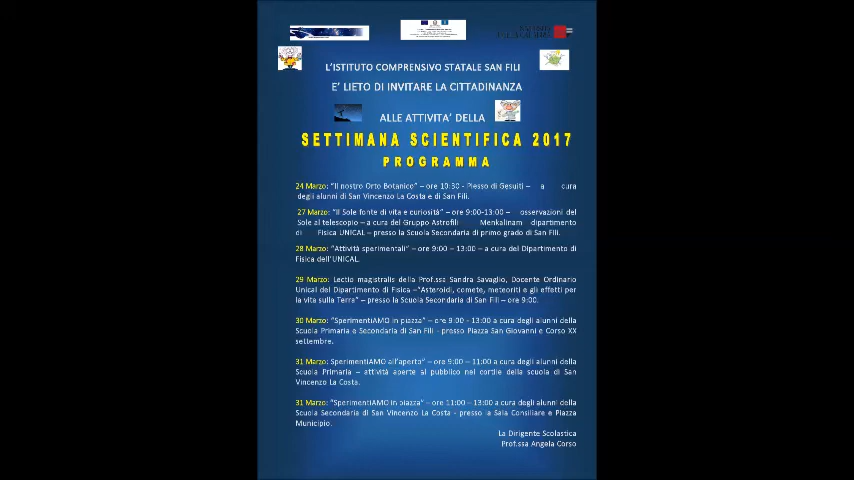 L'ISTITUTO COMPRENSIVO STATALE SAN FILI
E' LIETO DI INVITARE LA CITTADINANZA
ALLE ATTIVITA' DELLA
SETTIMANA SCIENTIFICA 2017
PROGRAMMA
24 Marzo: "Il nostro Orto Botanico" – ore 10:30 - Plesso di Gesuiti – a cura
degli alunni di San Vincenzo La Costa e di San Fili.
27 Marzo: "Il Sole fonte di vita e curiosità" – ore 9:00-13:00 – osservazioni del
Sole al telescopio – a cura del Gruppo Astrofili Menkalinam -dipartimento
di Fisica UNICAL – presso la Scuola Secondaria di primo grado di San Fili.
28 Marzo: "Attività sperimentali" – ore 9:00 – 13:00 – a cura del Dipartimento di
Fisica dell'UNICAL.
29 Marzo: Lectio magistralis della Prof.ssa Sandra Savaglio, Docente Ordinario
Unical del Dipartimento di Fisica –"Asteroidi, comete, meteoriti e gli effetti per
la vita sulla Terra" – presso la Scuola Secondaria di San Fili – ore 9:00.
30 Marzo: "SperimentiAMO in piazza" – ore 9:00 - 13:00 a cura degli alunni della
Scuola Primaria e Secondaria di San Fili - presso Piazza San Giovanni e Corso XX
settembre.
31 Marzo: SperimentiAMO all'aperto" – ore 9:00 – 11:00 a cura degli alunni della
Scuola Primaria – attività aperte al pubblico nel cortile della scuola di San
Vincenzo La Costa.
31 Marzo: "SperimentiAMO in piazza" – ore 11:00 – 13:00 a cura degli alunni della
Scuola Secondaria di San Vincenzo La Costa - presso la Sala Consiliare e Piazza
Municipio.
La Dirigente Scolastica
Prof.ssa Angela Corso